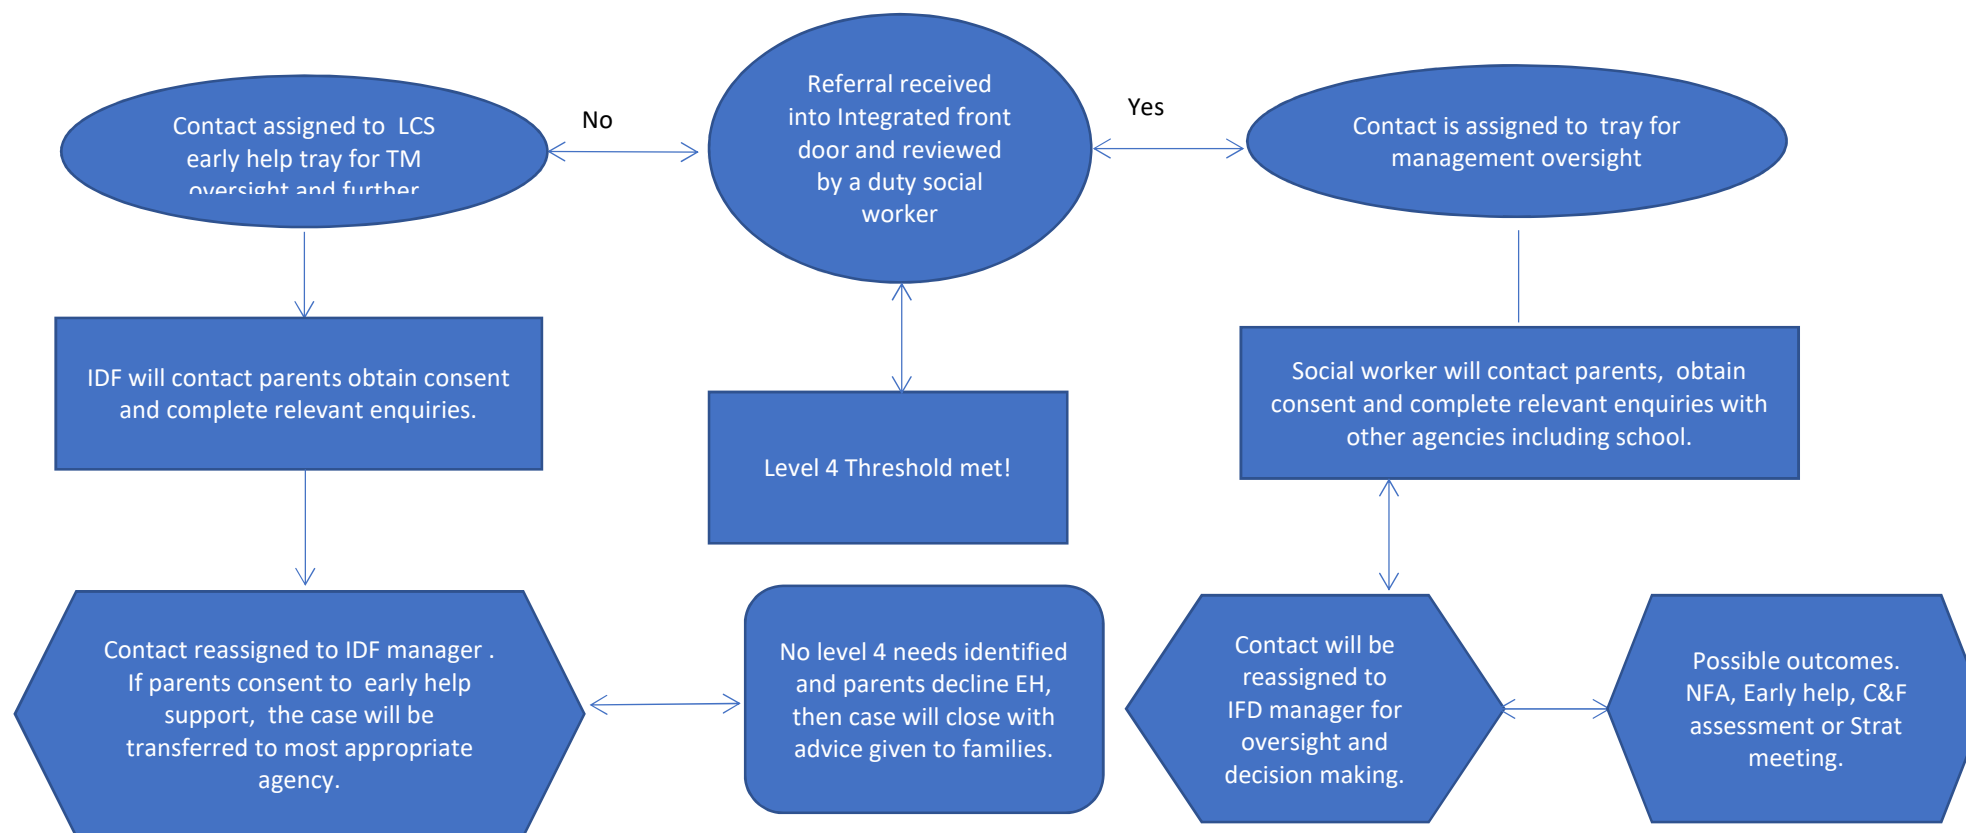 Referral received
into Integrated front
door and reviewed
by a duty social
worker
No
Yes
Contact assigned to LCS
early help tray for TM
oversight and further
Contact is assigned to tray for
management oversight
IDF will contact parents obtain consent
and complete relevant enquiries.
Level 4 Threshold met!
Social worker will contact parents, obtain
consent and complete relevant enquiries with
other agencies including school.
Contact reassigned to IDF manager .
If parents consent to early help
support, the case will be
transferred to most appropriate
agency.
No level 4 needs identified
and parents decline EH,
then case will close with
advice given to families.
Contact will be
reassigned to
IFD manager for
oversight and
decision making.
Possible outcomes.
NFA, Early help, C&F
assessment or Strat
meeting.